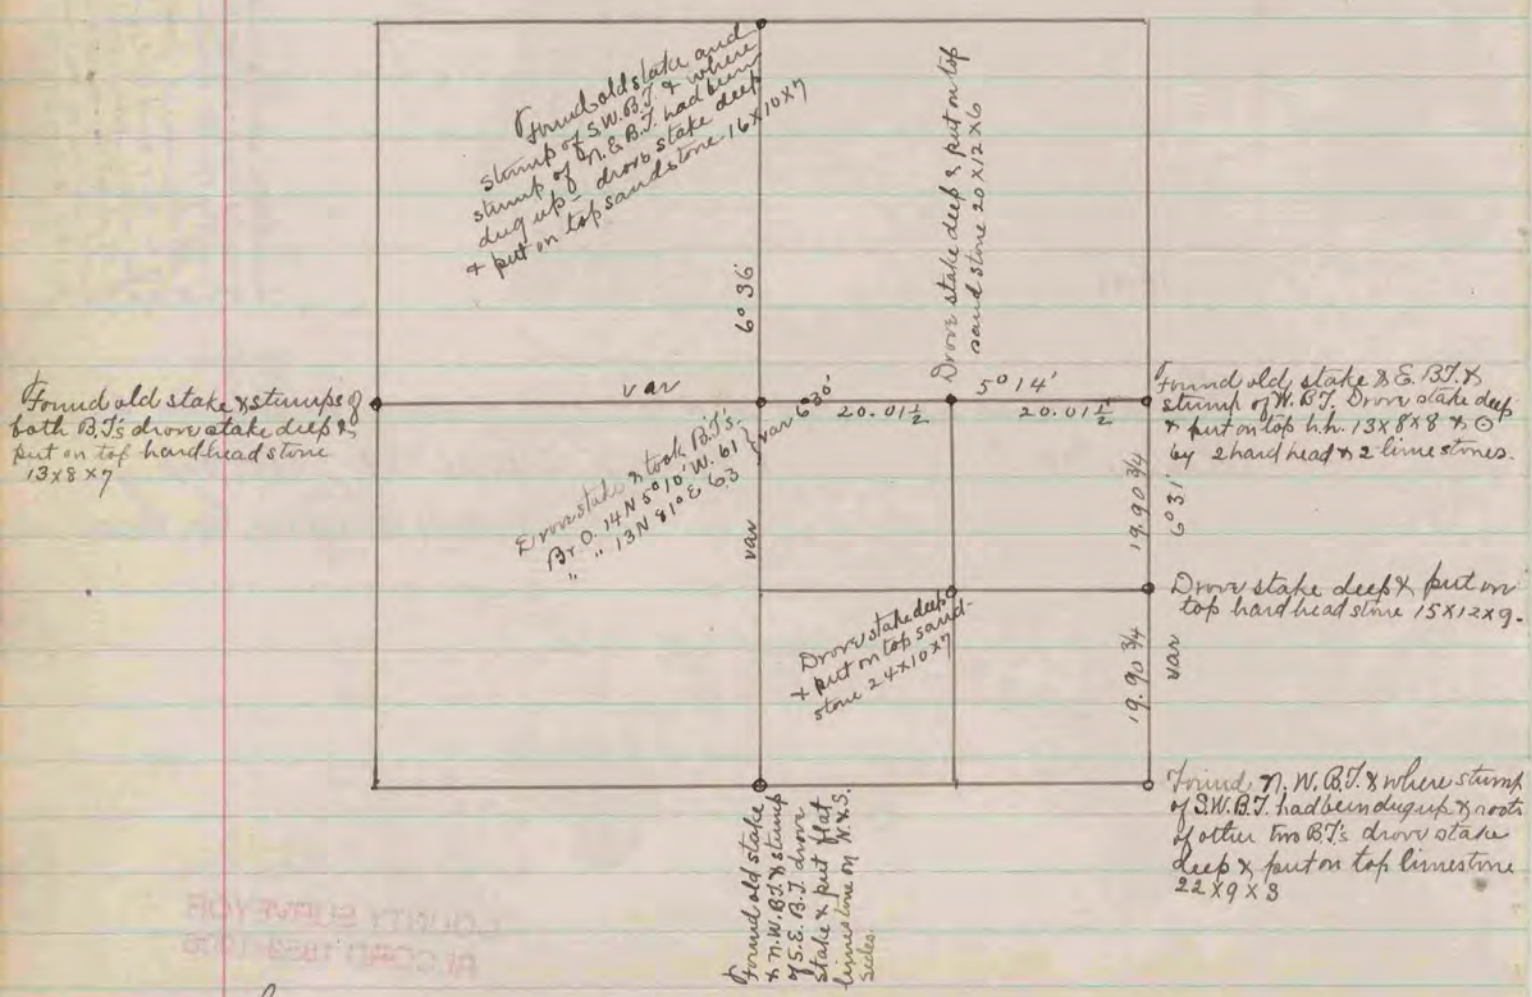 Found old stake and
stump of S.W.B.T. & where
stump of N.E B.T. had been
dug up - drove stake deep
& put on top sandstone 16x10x7
Drove stake deep & put on top
sand stone 20x12x6
6° 36'
Found old stake & stumps of
both B.T's drove stake deep &
put on top hardhead stone
13x8x7
var
var 6°30'
20.01½
5° 14'
20.01½
Found old stake & E. B.T. &
stump of W. B.T. Drove stake deep
& put on top h.h. 13x8x8 & ⊙
by 2 hard head & 2 lime stones.
Drove stake & took B.T's.
Br. O. 14 N 5° 10' W. 61
" " 13 N 81° E 63
var
19.90¾
6° 31'
Drove stake deep & put on
top hardhead stone 15x12x9.
Drove stake deep
& put on top sand-
stone 24x10x7
19.90¾
var
Found N. W. B.T. & where stump
of S.W.B.T. had been dug up & roots
of other two B.T's drove stake
deep & put on top limestone
22x9x3
Found old stake
& N.W. B.T. & stump
of S.E. B.T. drove
stake & put flat
limestone on N.&S.
sides.
COUNTY SURVEYOR
RECORD